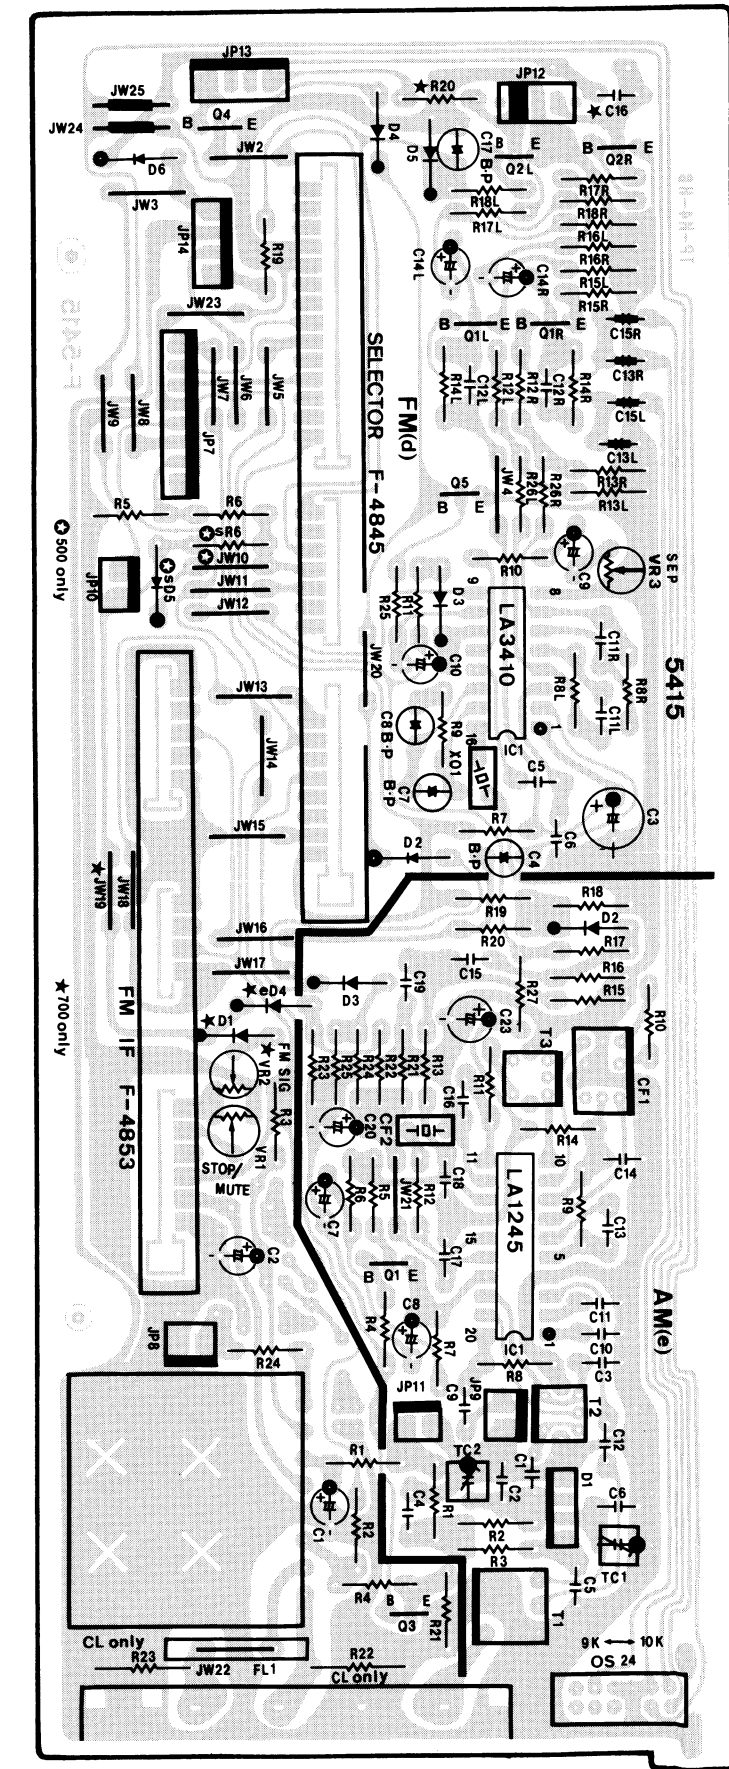 JP13
JW25
JW24
B
Q4
E
D6
JW2
JW3
JP14
R19
JW23
D4
★R20
JP12
★C16
D5
C17
B·P
B
E
Q2L
B
E
Q2R
R18L
R17L
R17R
R18R
R16L
R16R
R15L
R15R
C14L
C14R
B
Q1L
E
B
Q1R
E
C15R
C13R
C15L
C13L
R13R
R13L
SELECTOR F-4845
FM(d)
R14L
C12L
R12L
R12R
C12R
R14R
JW9
JW8
JP7
JW7
JW6
JW5
Q5
B
E
JW4
R26L
R26R
R5
R6
✪sR6
✪JW10
JW11
JW12
✪sD5
JP10
✪500 only
R10
9
8
LA3410
IC1
16
1
C9
SEP
VR3
R25
D3
C10
JW20
C8 B·P
R9
XO1
C7
B·P
C11R
R8L
R8R
C11L
5415
C5
C3
C6
R7
C4
B·P
D2
JW13
JW14
JW15
JW16
JW17
★JW19
JW18
★eD4
★D1
FM IF F-4853
★700 only
FM SIG
★VR2
R3
VR1
STOP/
MUTE
C2
JP8
R24
R19
R20
R18
D2
R17
R16
R15
C15
R27
R10
D3
C19
C23
T3
CF1
R23
R25
R24
R22
R21
R13
C16
R11
C20
CF2
R14
11
10
LA1245
IC1
15
5
20
1
C14
C13
R9
C18
C17
C7
R6
R5
JW21
R12
B
Q1
E
R4
C8
R7
AM(e)
C11
C10
C3
R8
JP11
C9
JP9
T2
C12
TC2
C1
C2
D1
C6
TC1
R1
C1
R2
C4
R1
R2
R3
C5
T1
R4
B
E
Q3
R21
CL only
R23
JW22
FL1
R22
CL only
9K
10K
OS 24
F-5415